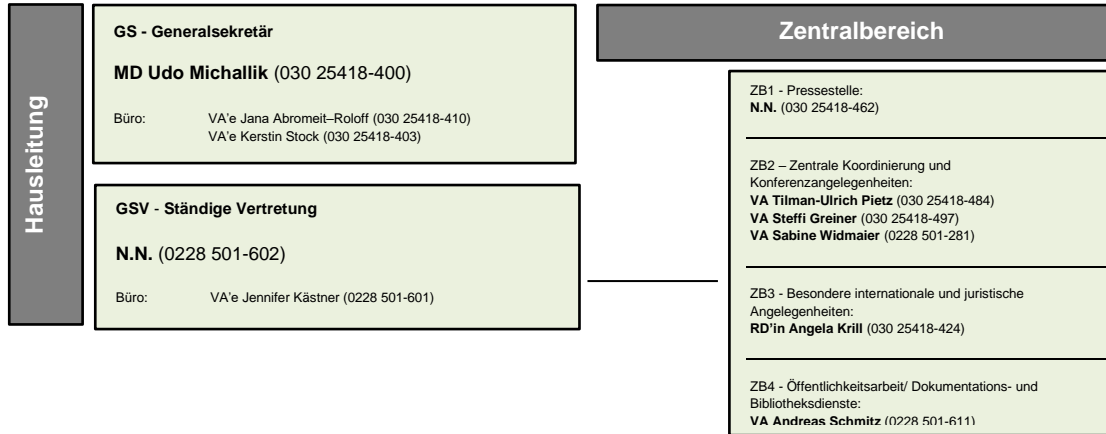 Hausleitung
GS - Generalsekretär
MD Udo Michallik (030 25418-400)
Büro: VA'e Jana Abromeit–Roloff (030 25418-410)
VA'e Kerstin Stock (030 25418-403)
GSV - Ständige Vertretung
N.N. (0228 501-602)
Büro: VA'e Jennifer Kästner (0228 501-601)
Zentralbereich
ZB1 - Pressestelle:
N.N. (030 25418-462)
ZB2 – Zentrale Koordinierung und
Konferenzangelegenheiten:
VA Tilman-Ulrich Pietz (030 25418-484)
VA Steffi Greiner (030 25418-497)
VA Sabine Widmaier (0228 501-281)
ZB3 - Besondere internationale und juristische
Angelegenheiten:
RD'in Angela Krill (030 25418-424)
ZB4 - Öffentlichkeitsarbeit/ Dokumentations- und
Bibliotheksdienste:
VA Andreas Schmitz (0228 501-611)